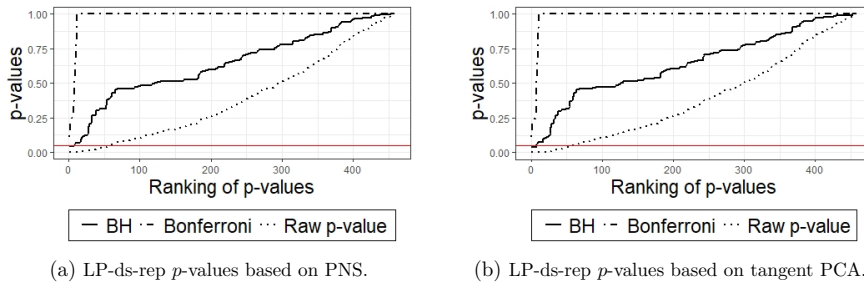 1.00
0.75
0.50
0.25
0.00
p-values
0 100 200 300 400
Ranking of p-values
BH Bonferroni Raw p-value
(a) LP-ds-rep p-values based on PNS.
1.00
0.75
0.50
0.25
0.00
p-values
0 100 200 300 400
Ranking of p-values
BH Bonferroni Raw p-value
(b) LP-ds-rep p-values based on tangent PCA.